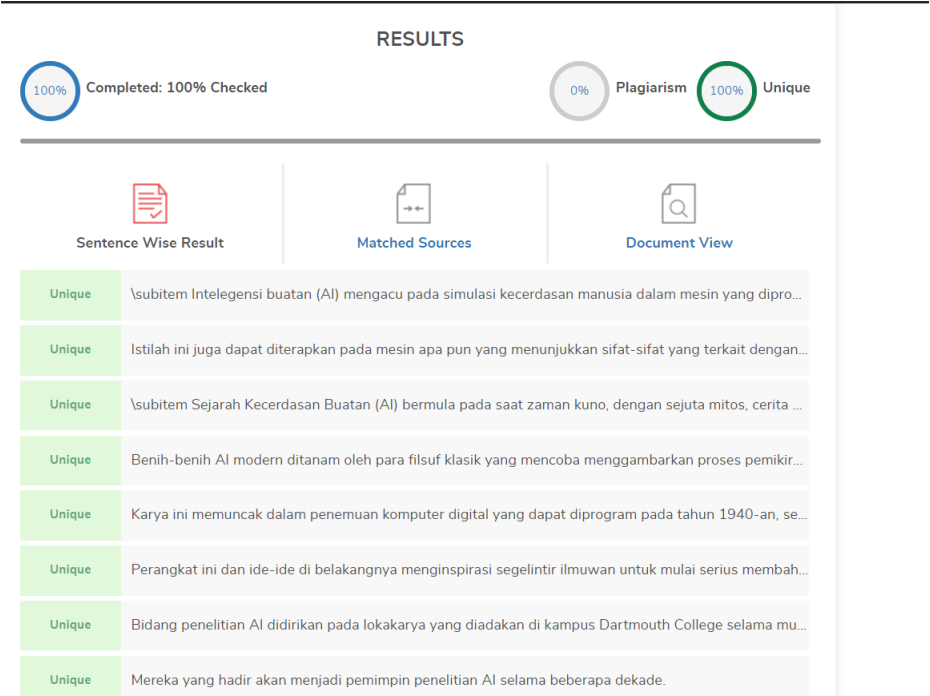 RESULTS
100% Completed: 100% Checked 0% Plagiarism 100% Unique
Sentence Wise Result Matched Sources Document View
Unique \subitem Intelegensi buatan (AI) mengacu pada simulasi kecerdasan manusia dalam mesin yang dipro...
Unique Istilah ini juga dapat diterapkan pada mesin apa pun yang menunjukkan sifat-sifat yang terkait dengan...
Unique \subitem Sejarah Kecerdasan Buatan (AI) bermula pada saat zaman kuno, dengan sejuta mitos, cerita ...
Unique Benih-benih AI modern ditanam oleh para filsuf klasik yang mencoba menggambarkan proses pemikir...
Unique Karya ini memuncak dalam penemuan komputer digital yang dapat diprogram pada tahun 1940-an, se...
Unique Perangkat ini dan ide-ide di belakangnya menginspirasi segelintir ilmuwan untuk mulai serius membah...
Unique Bidang penelitian AI didirikan pada lokakarya yang diadakan di kampus Dartmouth College selama mu...
Unique Mereka yang hadir akan menjadi pemimpin penelitian AI selama beberapa dekade.